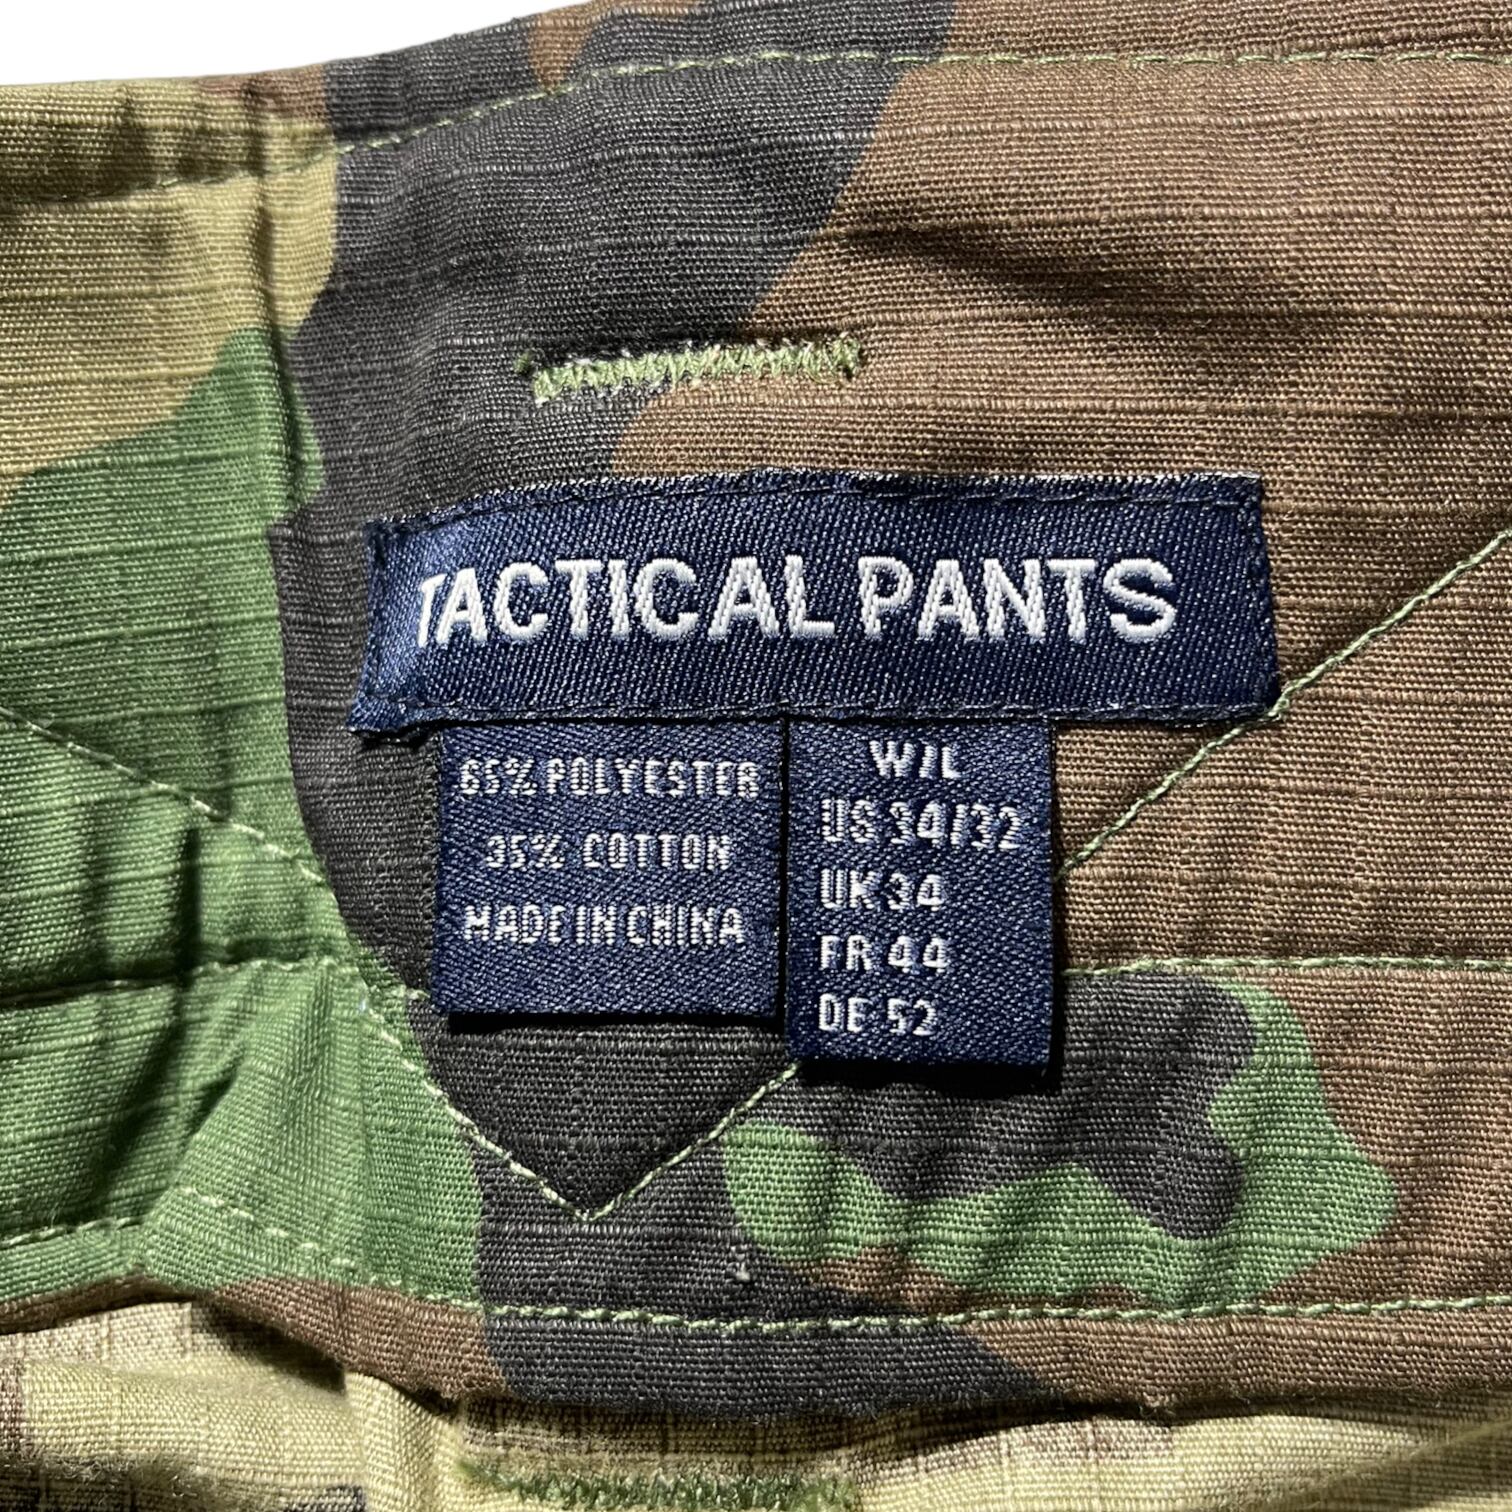 TACTICAL PANTS
65% POLYESTER
35% COTTON
MADE IN CHINA
W/L
US 34/32
UK 34
FR 44
DE 52